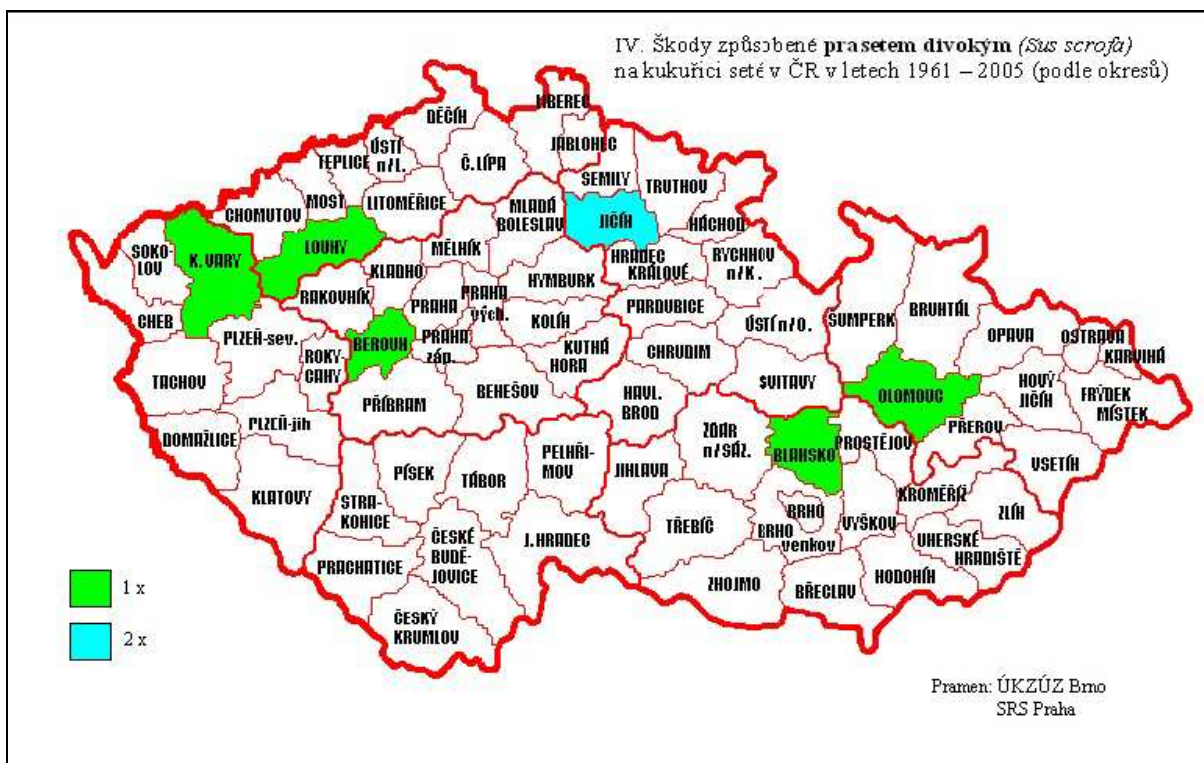 IV. Škody způsobené prasetem divokým (Sus scrofa)
na kukuřici seté v ČR v letech 1961 – 2005 (podle okresů)
LIBEREC
DĚČÍN
JABLONEC
ÚSTÍ
n/L.
TEPLICE
Č.LÍPA
SEMILY
TRUTNOV
MOST
LITOMĚŘICE
CHOMUTOV
MLADÁ
BOLESLAV
JIČÍN
NÁCHOD
SOKO-
LOV
K.VARY
LOUNY
MĚLNÍK
HRADEC
KRÁLOVÉ
RYCHNOV
n/K.
KLADNO
NYMBURK
RAKOVNÍK
PRAHA
PRAHA
vých.
PARDUBICE
CHEB
KOLÍN
ÚSTÍ n/O.
SUMPERK
BRUNTÁL
PLZEŇ-sev.
BEROUN
PRAHA
záp.
OPAVA
OSTRAVA
KARVINÁ
ROKY-
CANY
KUTNÁ
HORA
CHRUDIM
TACHOV
SVITAVY
OLOMOUC
NOVÝ
JIČÍN
FRÝDEK
MÍSTEK
PŘÍBRAM
BENEŠOV
HAVL.
BROD
PLZEŇ-jih
DOMAŽLICE
ZDAR
n/SÁZ.
BLANSKO
PROSTĚJOV
PŘEROV
PELHŘI-
MOV
VSETÍN
PÍSEK
TÁBOR
JIHLAVA
KLATOVY
STRA-
KONICE
KROMĚŘÍŽ
ZLÍN
TŘEBÍČ
BRNO
BRNO
venkov
VYŠKOV
ČESKÉ
BUDĚ-
JOVICE
J.HRADEC
UHERSKÉ
HRADIŠTĚ
PRACHATICE
ZNOJMO
BŘECLAV
HODONÍN
ČESKÝ
KRUMLOV
1 x
2 x
Pramen: ÚKZÚZ Brno
SRS Praha